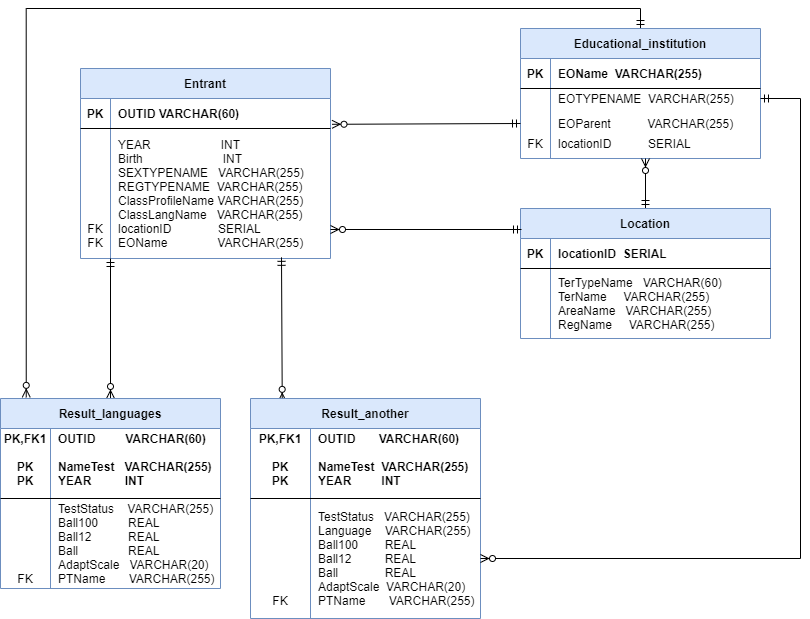 Educational_institution
PK EOName VARCHAR(255)
EOTYPENAME VARCHAR(255)
EOParent VARCHAR(255)
FK locationID SERIAL
Entrant
PK OUTID VARCHAR(60)
YEAR INT
Birth INT
SEXTYPENAME VARCHAR(255)
REGTYPENAME VARCHAR(255)
ClassProfileName VARCHAR(255)
ClassLangName VARCHAR(255)
FK locationID SERIAL
FK EOName VARCHAR(255)
Location
PK locationID SERIAL
TerTypeName VARCHAR(60)
TerName VARCHAR(255)
AreaName VARCHAR(255)
RegName VARCHAR(255)
Result_languages
PK,FK1 OUTID VARCHAR(60)
PK NameTest VARCHAR(255)
PK YEAR INT
TestStatus VARCHAR(255)
Ball100 REAL
Ball12 REAL
Ball REAL
AdaptScale VARCHAR(20)
FK PTName VARCHAR(255)
Result_another
PK,FK1 OUTID VARCHAR(60)
PK NameTest VARCHAR(255)
PK YEAR INT
TestStatus VARCHAR(255)
Language VARCHAR(255)
Ball100 REAL
Ball12 REAL
Ball REAL
AdaptScale VARCHAR(20)
FK PTName VARCHAR(255)